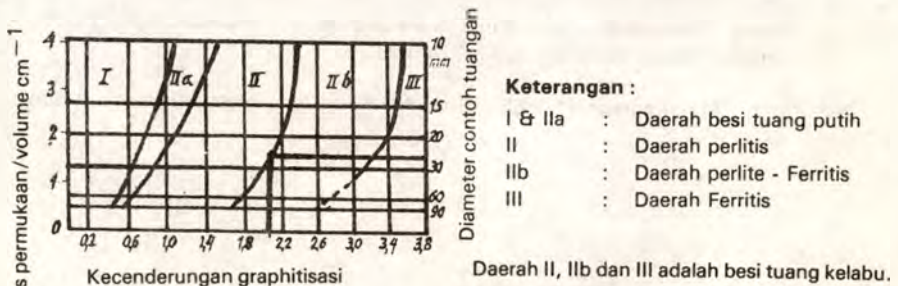 s permukaan/volume cm – 1
4
3
2
1
0
I
IIa
II
IIb
III
10
mm
15
20
30
60
90
Diameter contoh tuangan
0,2 0,6 1,0 1,4 1,8 2,2 2,6 3,0 3,4 3,8
Kecenderungan graphitisasi
Keterangan :
I & IIa : Daerah besi tuang putih
II : Daerah perlitis
IIb : Daerah perlite - Ferritis
III : Daerah Ferritis
Daerah II, IIb dan III adalah besi tuang kelabu.